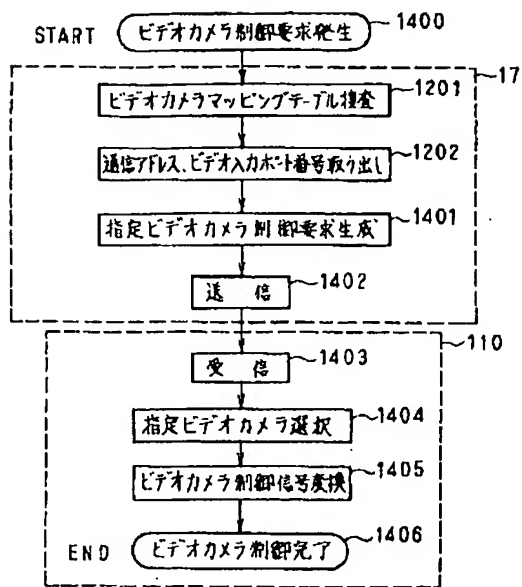 START ビデオカメラ制御要求発生 1400
17
ビデオカメラマッピングテーブル捜査 1201
通信アドレス、ビデオ入力ポート番号取り出し 1202
指定ビデオカメラ制御要求生成 1401
送 信 1402
110
受 信 1403
指定ビデオカメラ選択 1404
ビデオカメラ制御信号変換 1405
END ビデオカメラ制御完了 1406